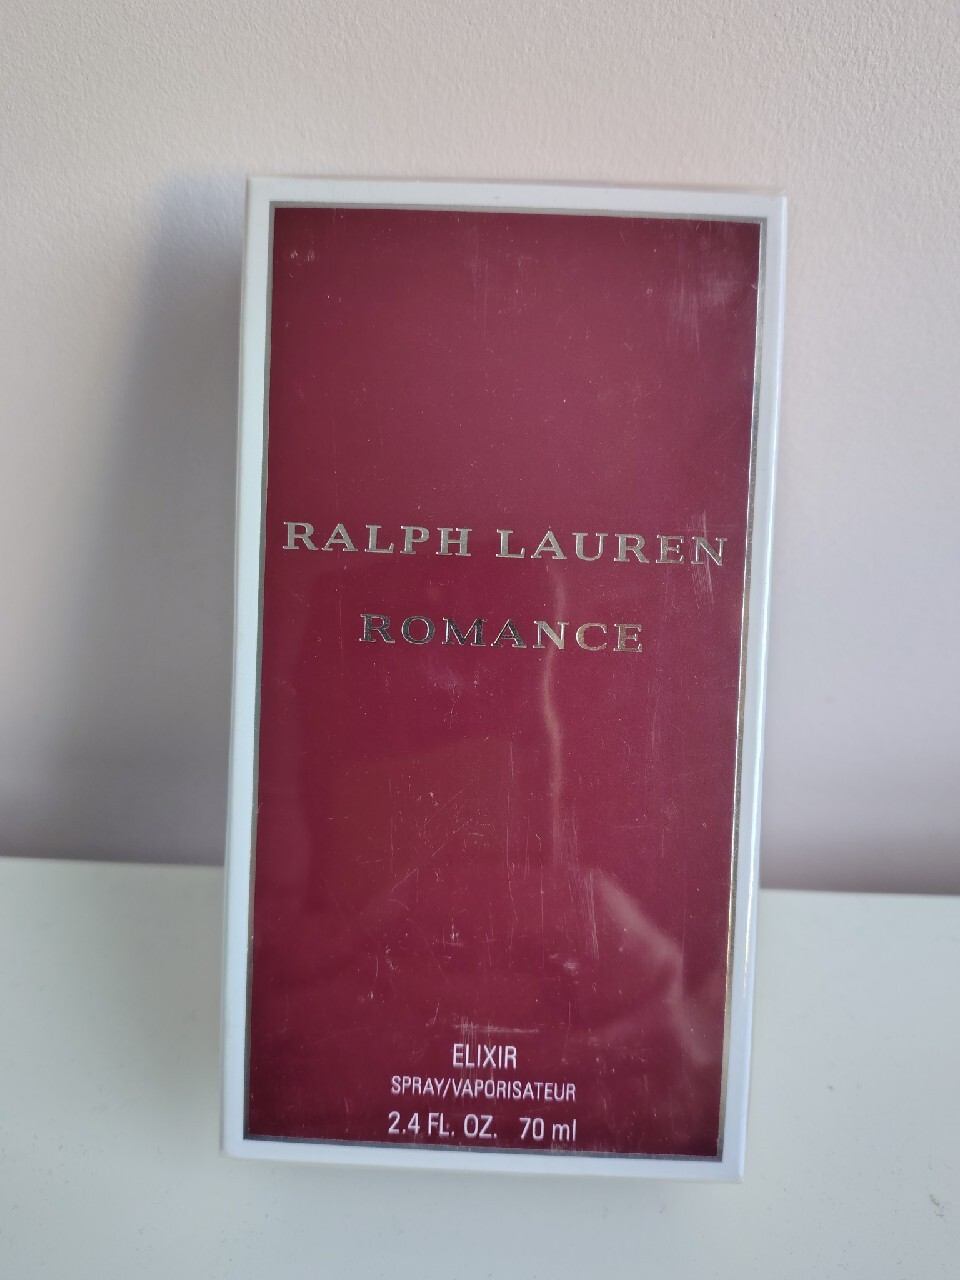 RALPH LAUREN
ROMANCE
ELIXIR
SPRAY/VAPORISATEUR
2.4 FL. OZ. 70 ml